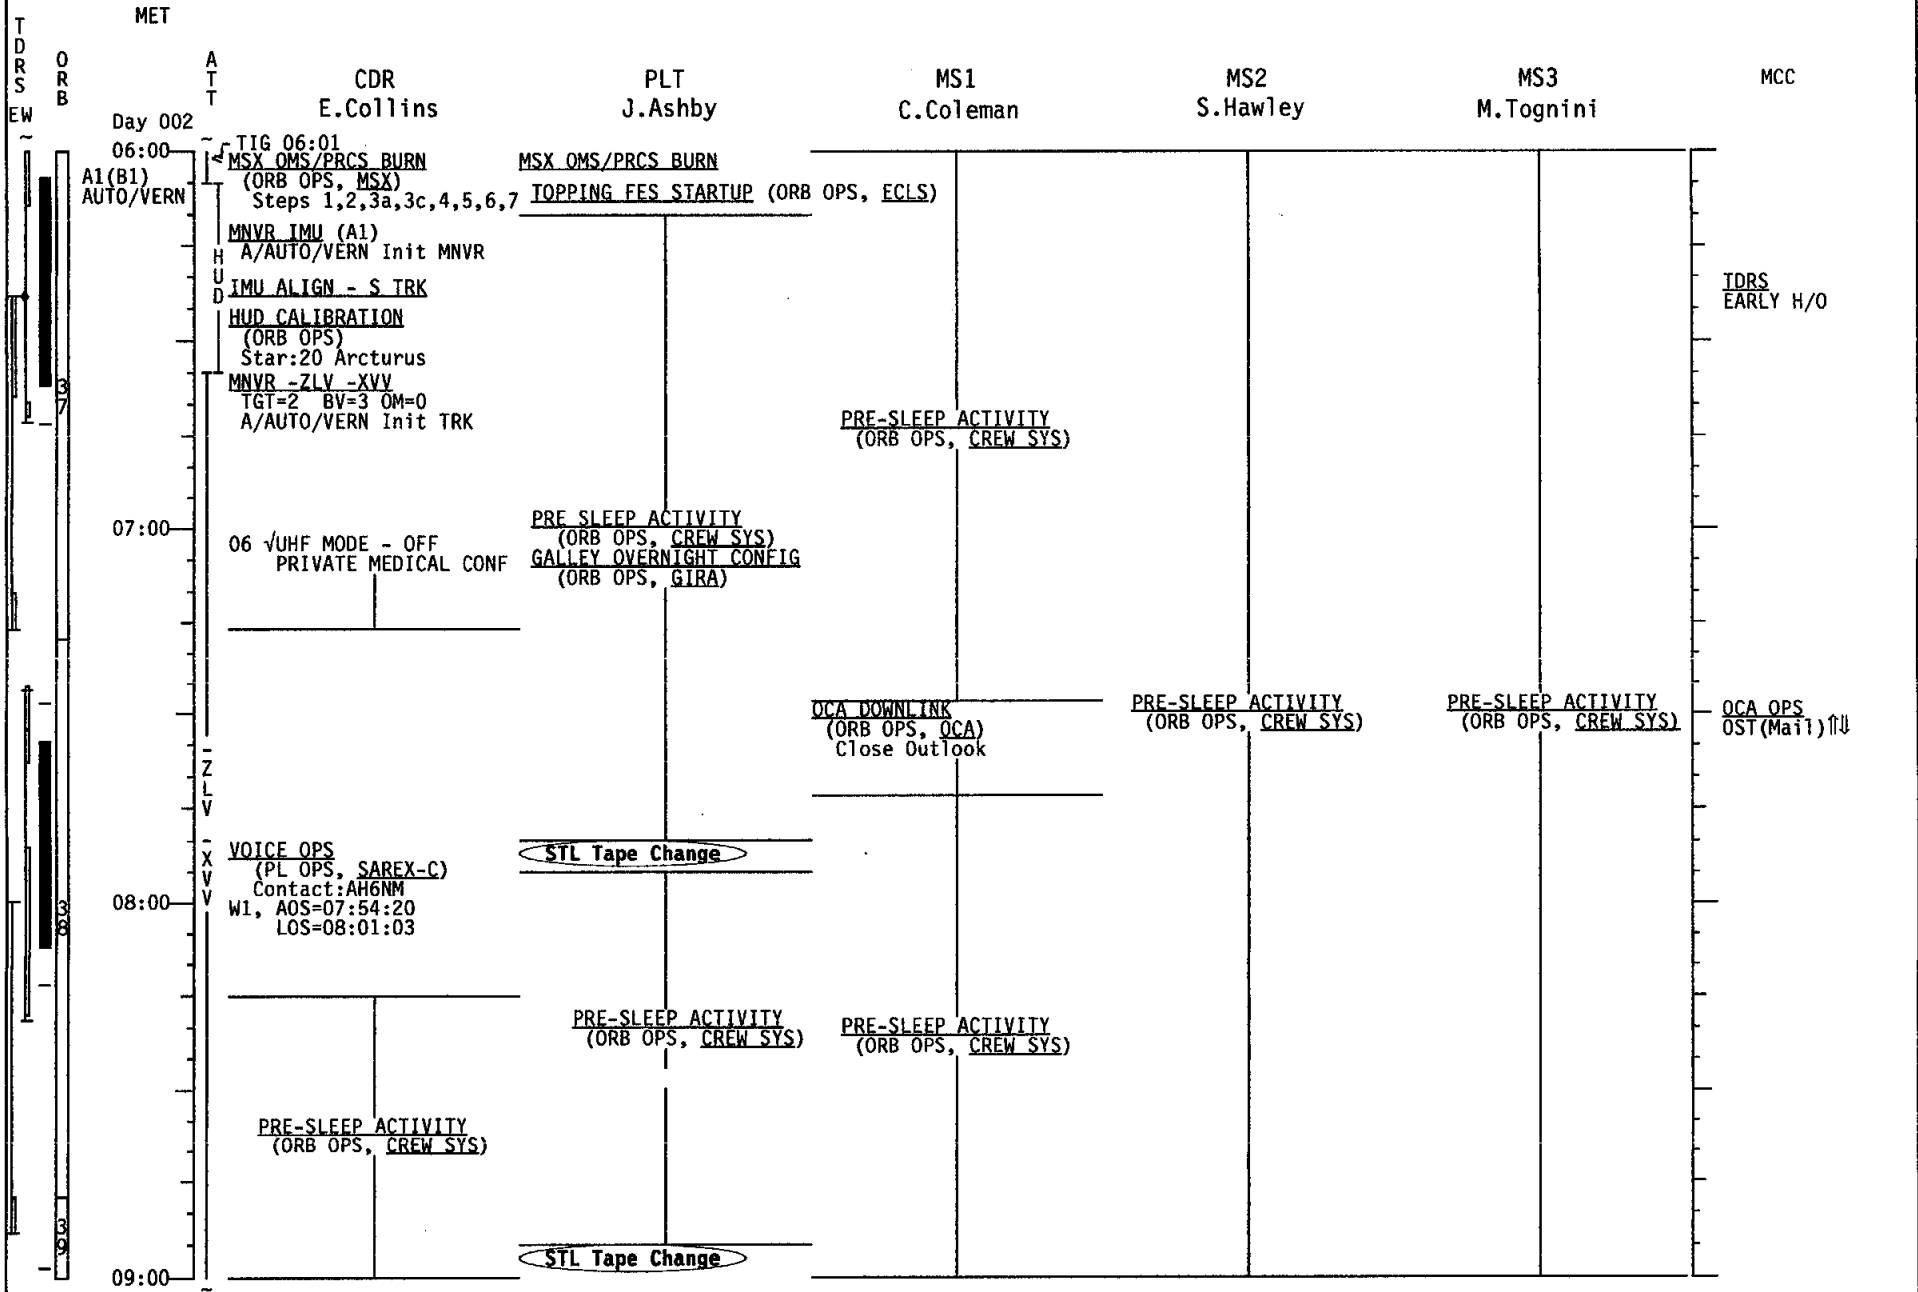 MET
TDRS
EW
ORB
ATT
CDR
E.Collins
PLT
J.Ashby
MS1
C.Coleman
MS2
S.Hawley
MS3
M.Tognini
MCC
Day 002
06:00
A1(B1)
AUTO/VERN
TIG 06:01
MSX OMS/PRCS BURN
(ORB OPS, MSX)
Steps 1,2,3a,3c,4,5,6,7
MNVR IMU (A1)
A/AUTO/VERN Init MNVR
HUD
IMU ALIGN - S TRK
HUD CALIBRATION
(ORB OPS)
Star:20 Arcturus
MNVR -ZLV -XVV
TGT=2 BV=3 OM=0
A/AUTO/VERN Init TRK
37
07:00
06 √UHF MODE - OFF
PRIVATE MEDICAL CONF
-ZLV -XVV
VOICE OPS
(PL OPS, SAREX-C)
Contact:AH6NM
W1, AOS=07:54:20
LOS=08:01:03
08:00
38
PRE-SLEEP ACTIVITY
(ORB OPS, CREW SYS)
39
09:00
MSX OMS/PRCS BURN
TOPPING FES STARTUP (ORB OPS, ECLS)
PRE SLEEP ACTIVITY
(ORB OPS, CREW SYS)
GALLEY OVERNIGHT CONFIG
(ORB OPS, GIRA)
STL Tape Change
PRE-SLEEP ACTIVITY
(ORB OPS, CREW SYS)
STL Tape Change
PRE-SLEEP ACTIVITY
(ORB OPS, CREW SYS)
OCA DOWNLINK
(ORB OPS, OCA)
Close Outlook
PRE-SLEEP ACTIVITY
(ORB OPS, CREW SYS)
PRE-SLEEP ACTIVITY
(ORB OPS, CREW SYS)
PRE-SLEEP ACTIVITY
(ORB OPS, CREW SYS)
TDRS
EARLY H/O
OCA OPS
OST(Mail)⇑⇓